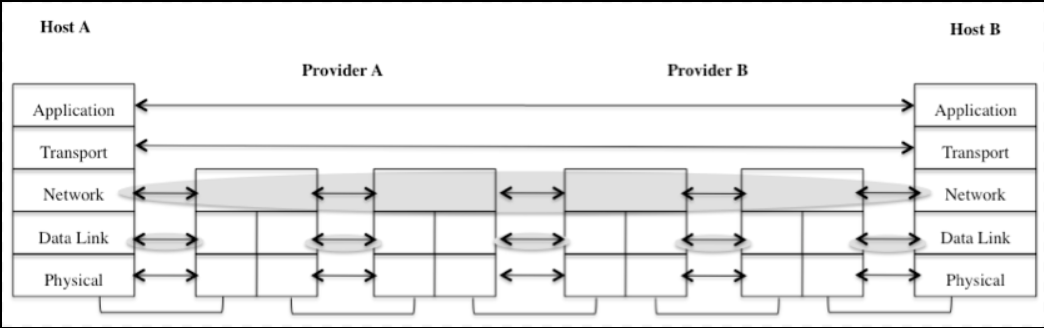 Host A
Host B
Provider A
Provider B
Application
Application
Transport
Transport
Network
Network
Data Link
Data Link
Physical
Physical